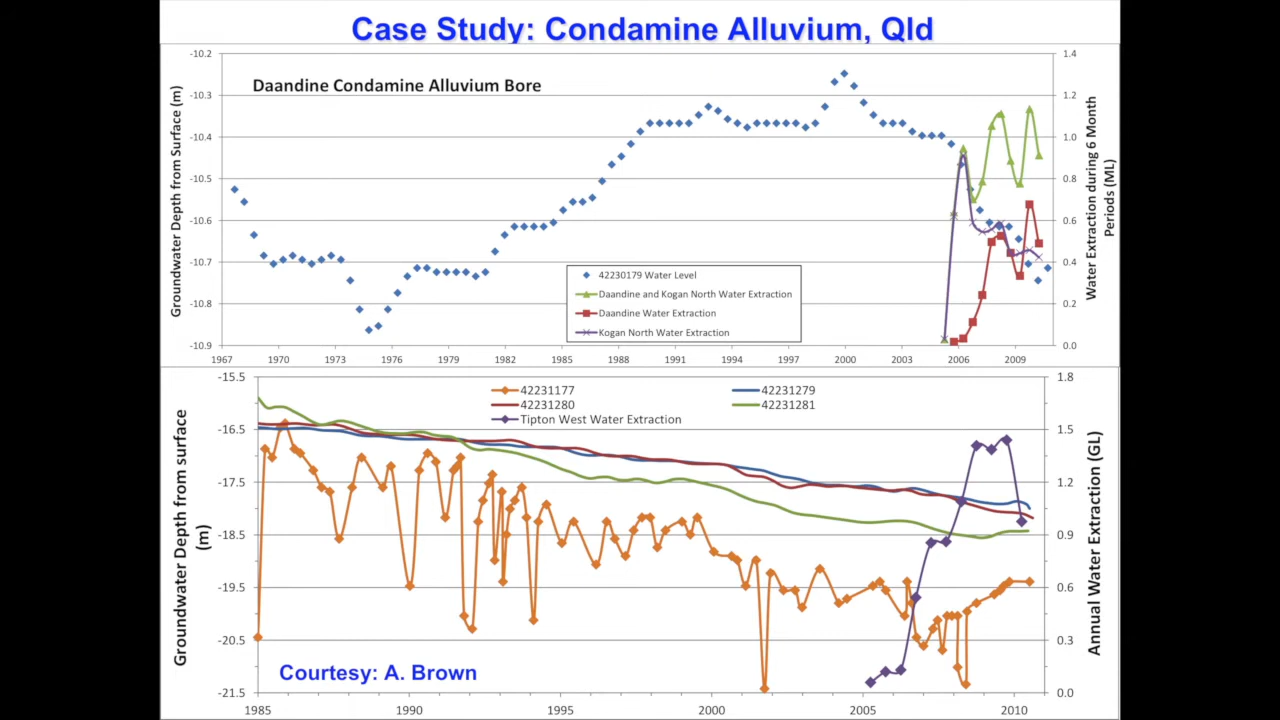 Case Study: Condamine Alluvium, Qld
Daandine Condamine Alluvium Bore
Groundwater Depth from Surface (m)
-10.2
-10.3
-10.4
-10.5
-10.6
-10.7
-10.8
-10.9
1967 1970 1973 1976 1979 1982 1985 1988 1991 1994 1997 2000 2003 2006 2009
42230179 Water Level
Daandine and Kogan North Water Extraction
Daandine Water Extraction
Kogan North Water Extraction
1.4
1.2
1.0
0.8
0.6
0.4
0.2
0.0
Water Extraction during 6 Month
Periods (ML)
Groundwater Depth from surface
(m)
-15.5
-16.5
-17.5
-18.5
-19.5
-20.5
-21.5
42231177 42231279
42231280 42231281
Tipton West Water Extraction
1.8
1.5
1.2
0.9
0.6
0.3
0.0
Annual Water Extraction (GL)
Courtesy: A. Brown
1985 1990 1995 2000 2005 2010